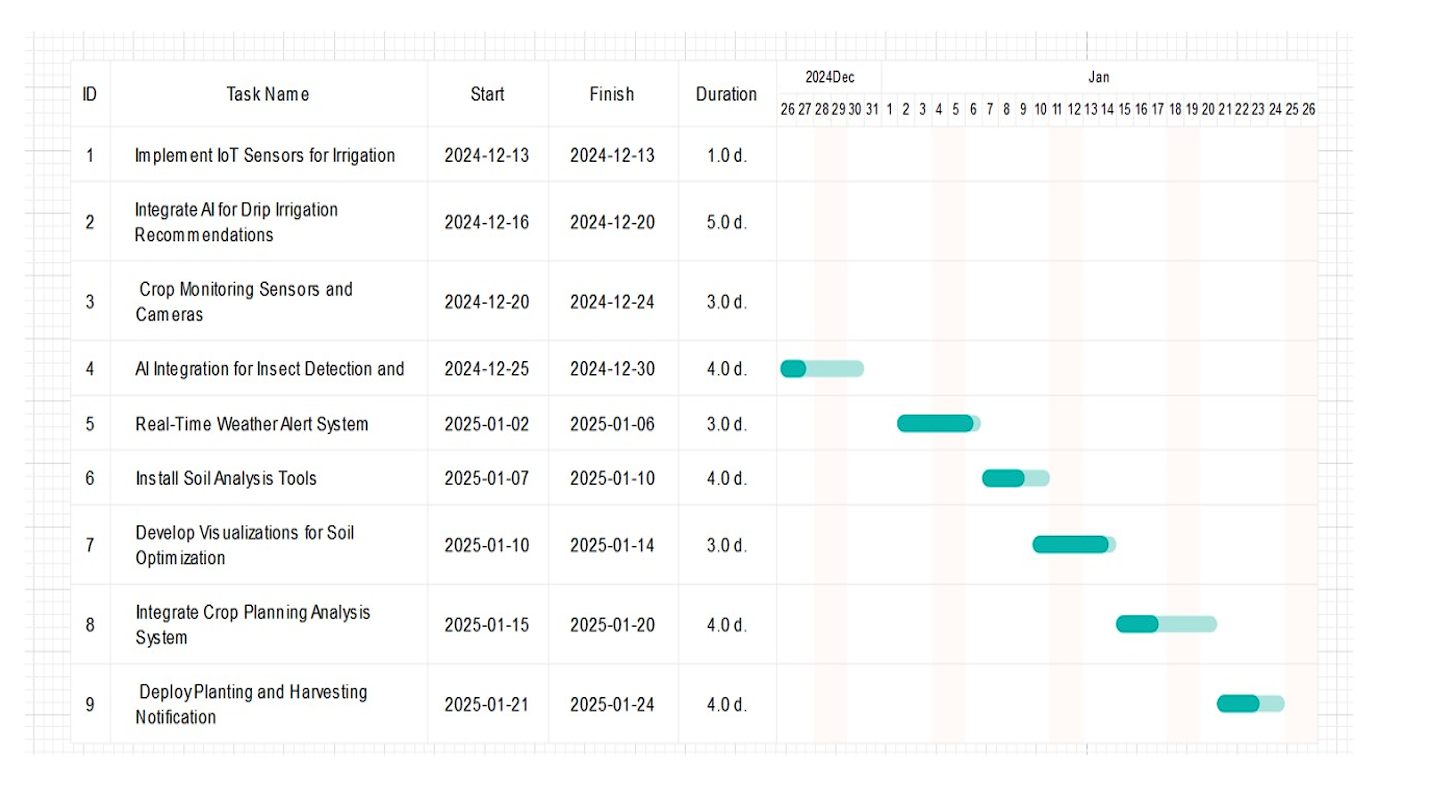 2024Dec Jan
ID Task Name Start Finish Duration
26 27 28 29 30 31 1 2 3 4 5 6 7 8 9 10 11 12 13 14 15 16 17 18 19 20 21 22 23 24 25 26
1 Implement IoT Sensors for Irrigation 2024-12-13 2024-12-13 1.0 d.
Integrate AI for Drip Irrigation
2 2024-12-16 2024-12-20 5.0 d.
Recommendations
Crop Monitoring Sensors and
3 2024-12-20 2024-12-24 3.0 d.
Cameras
4 AI Integration for Insect Detection and 2024-12-25 2024-12-30 4.0 d.
5 Real-Time Weather Alert System 2025-01-02 2025-01-06 3.0 d.
6 Install Soil Analysis Tools 2025-01-07 2025-01-10 4.0 d.
Develop Visualizations for Soil
7 2025-01-10 2025-01-14 3.0 d.
Optimization
Integrate Crop Planning Analysis
8 2025-01-15 2025-01-20 4.0 d.
System
Deploy Planting and Harvesting
9 2025-01-21 2025-01-24 4.0 d.
Notification